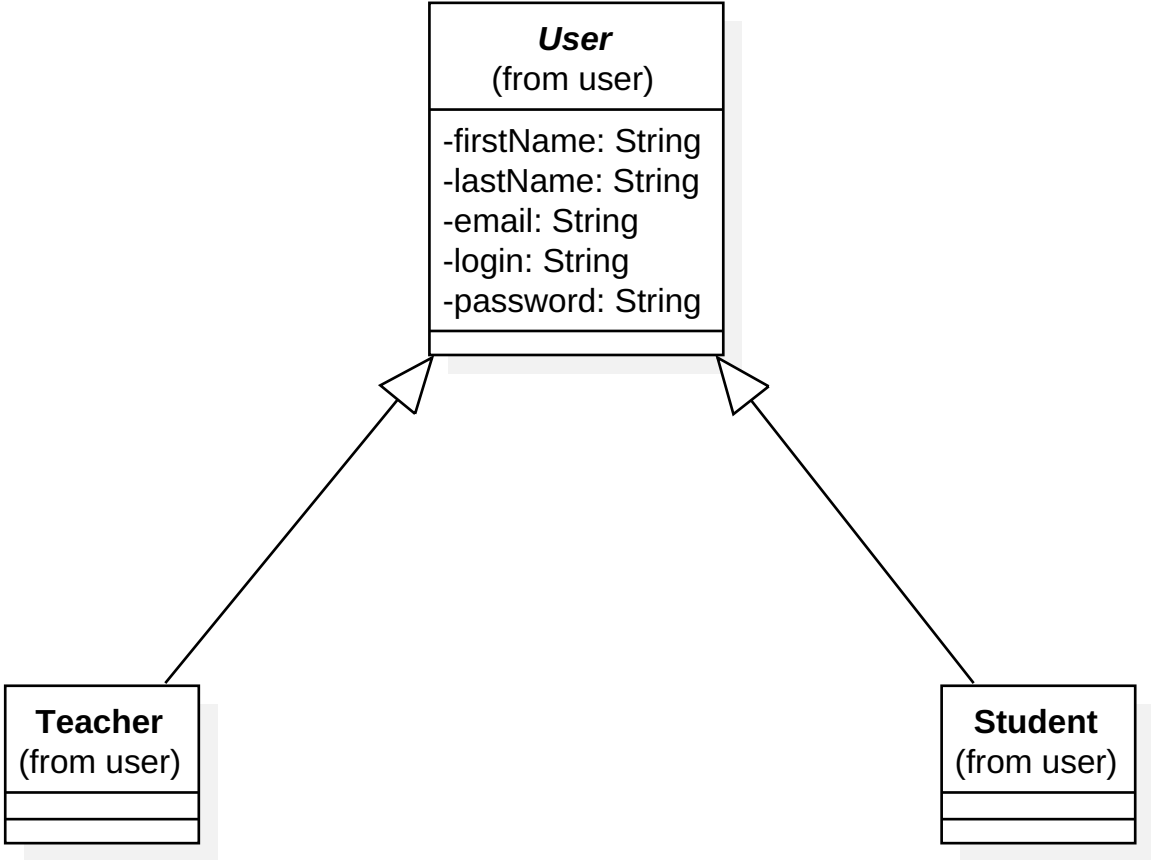 User
(from user)
-firstName: String
-lastName: String
-email: String
-login: String
-password: String
Teacher
(from user)
Student
(from user)